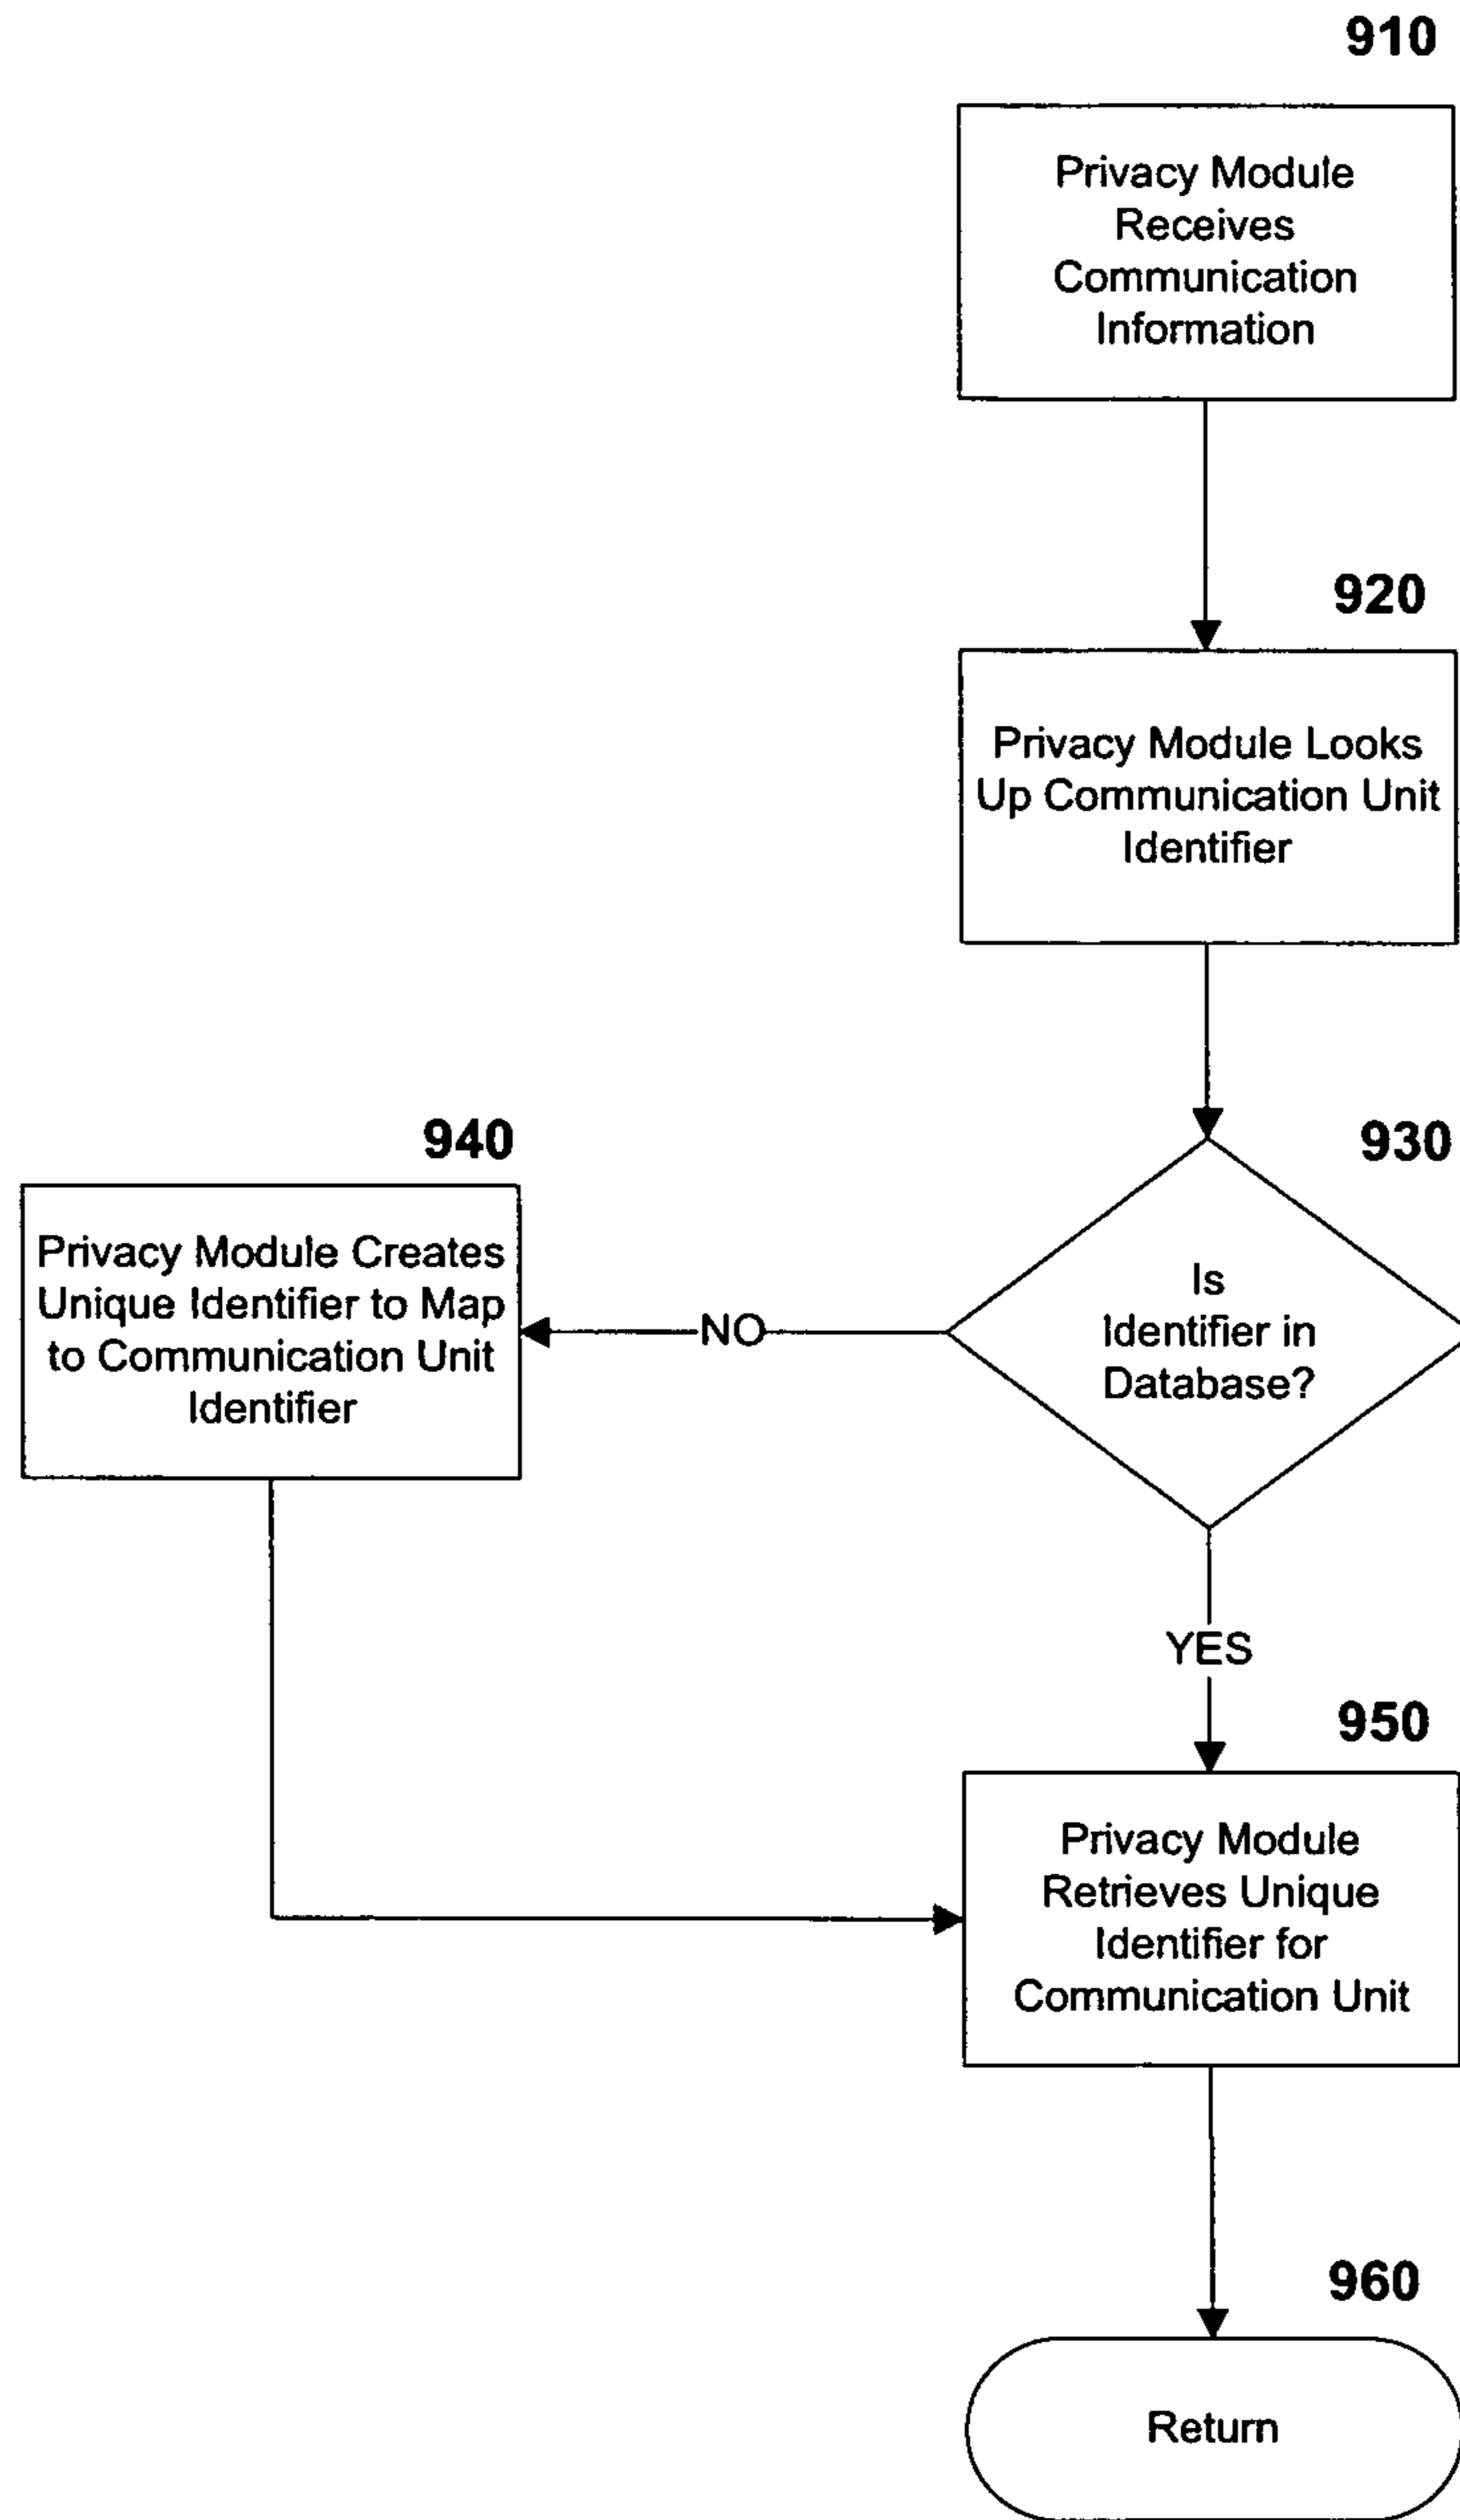 910
Privacy Module
Receives
Communication
Information
920
Privacy Module Looks
Up Communication Unit
Identifier
930
Is
Identifier in
Database?
NO
940
Privacy Module Creates
Unique Identifier to Map
to Communication Unit
Identifier
YES
950
Privacy Module
Retrieves Unique
Identifier for
Communication Unit
960
Return